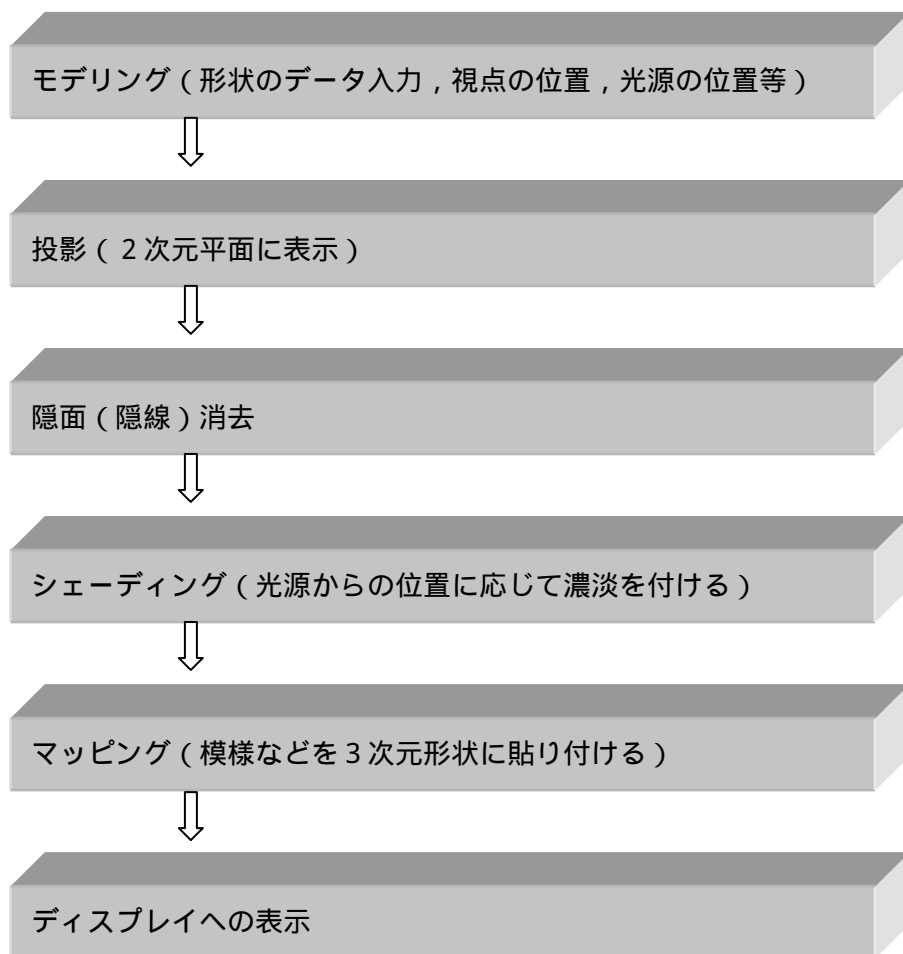 モデリング（形状のデータ入力，視点の位置，光源の位置等）
投影（２次元平面に表示）
隠面（隠線）消去
シェーディング（光源からの位置に応じて濃淡を付ける）
マッピング（模様などを３次元形状に貼り付ける）
ディスプレイへの表示